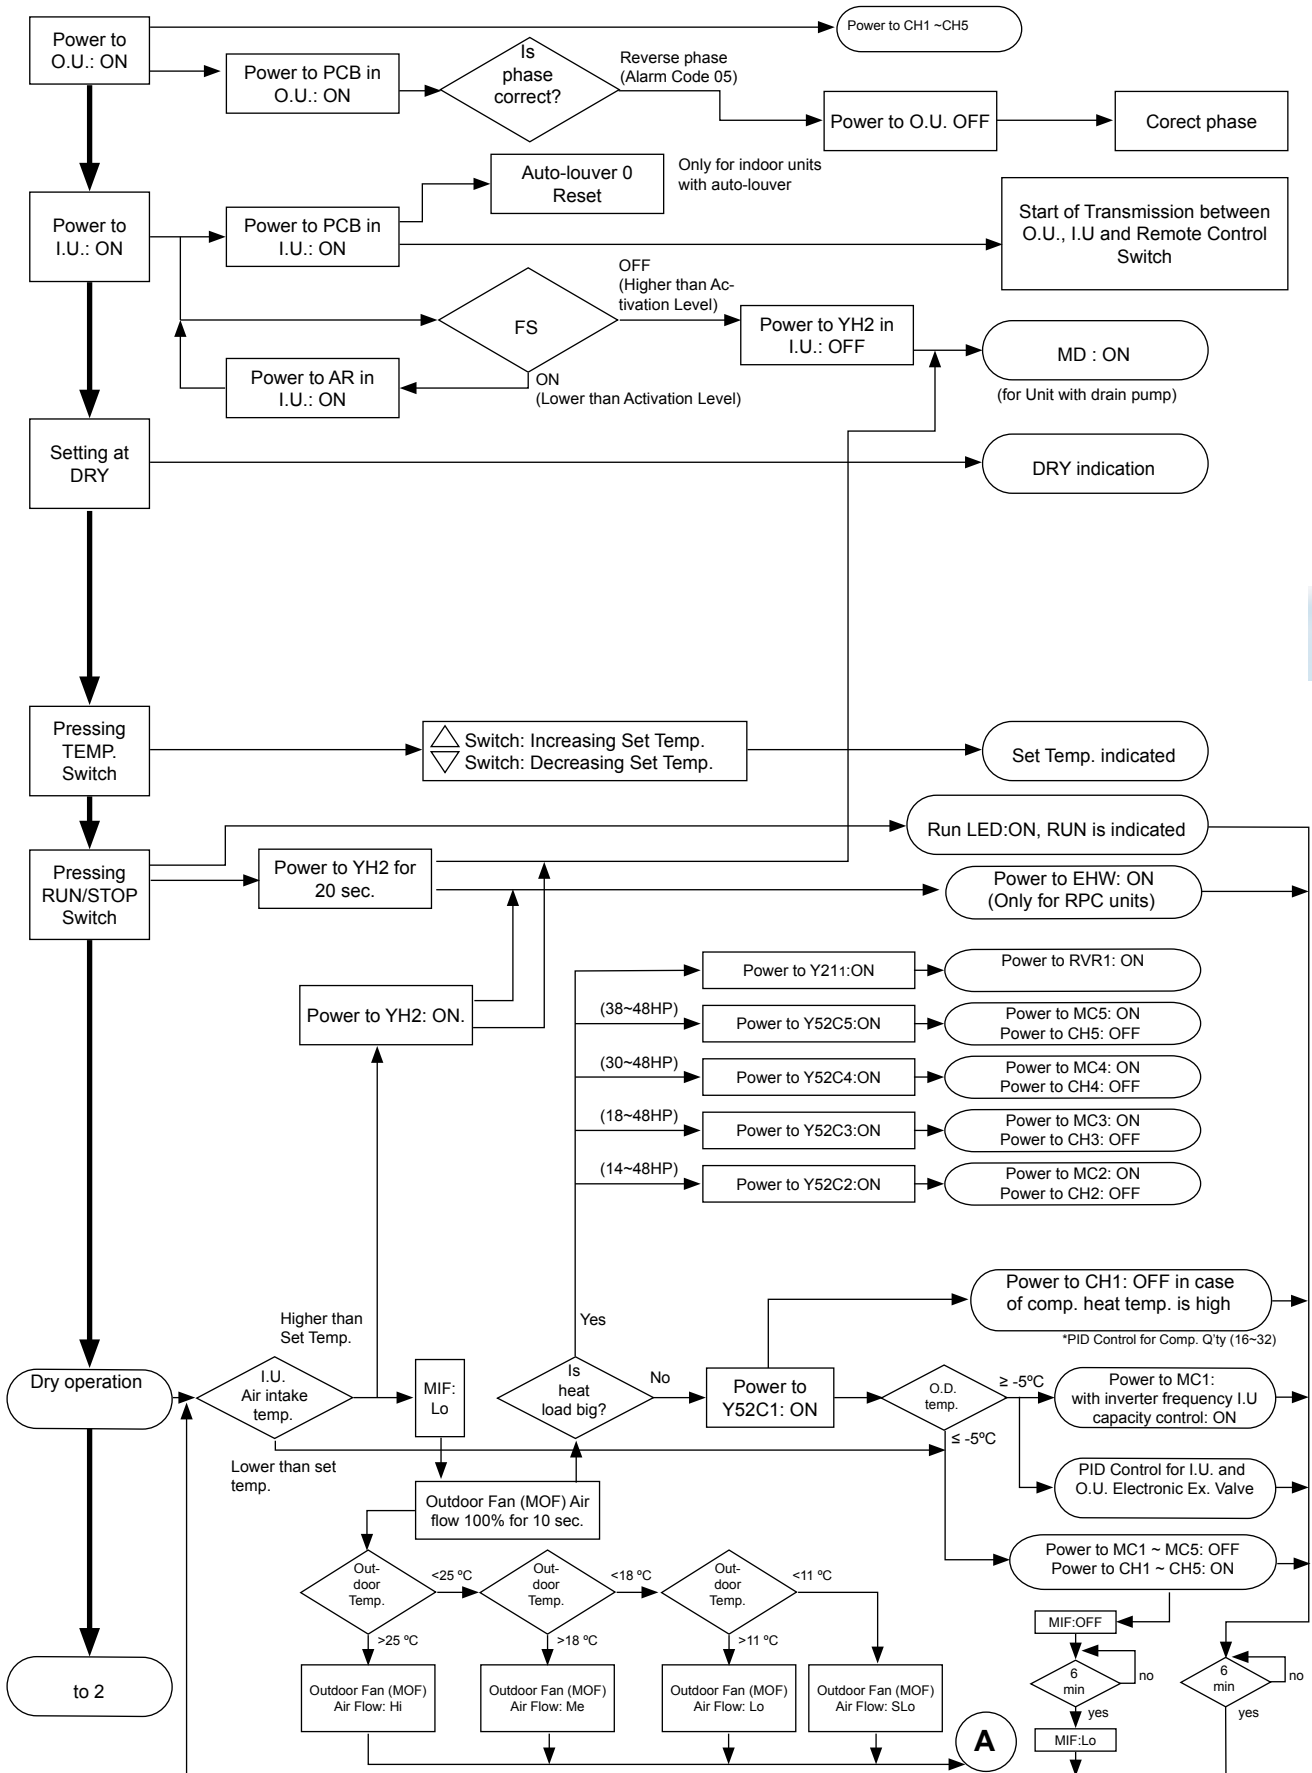 Power to
O.U.: ON
Power to CH1 ~CH5
Power to PCB in
O.U.: ON
Is
phase
correct?
Reverse phase
(Alarm Code 05)
Power to O.U. OFF
Corect phase
Power to
I.U.: ON
Power to PCB in
I.U.: ON
Auto-louver 0
Reset
Only for indoor units
with auto-louver
Start of Transmission between
O.U., I.U and Remote Control
Switch
FS
OFF
(Higher than Ac-
tivation Level)
Power to YH2 in
I.U.: OFF
MD : ON
(for Unit with drain pump)
Power to AR in
I.U.: ON
ON
(Lower than Activation Level)
Setting at
DRY
DRY indication
Pressing
TEMP.
Switch
Switch: Increasing Set Temp.
Switch: Decreasing Set Temp.
Set Temp. indicated
Run LED:ON, RUN is indicated
Pressing
RUN/STOP
Switch
Power to YH2 for
20 sec.
Power to EHW: ON
(Only for RPC units)
Power to YH2: ON.
Power to Y211:ON
Power to RVR1: ON
(38~48HP)
Power to Y52C5:ON
Power to MC5: ON
Power to CH5: OFF
(30~48HP)
Power to Y52C4:ON
Power to MC4: ON
Power to CH4: OFF
(18~48HP)
Power to Y52C3:ON
Power to MC3: ON
Power to CH3: OFF
(14~48HP)
Power to Y52C2:ON
Power to MC2: ON
Power to CH2: OFF
Power to CH1: OFF in case
of comp. heat temp. is high
*PID Control for Comp. Q'ty (16~32)
Higher than
Set Temp.
Yes
Dry operation
I.U.
Air intake
temp.
MIF:
Lo
Is
heat
load big?
No
Power to
Y52C1: ON
O.D.
temp.
≥ -5ºC
Power to MC1:
with inverter frequency I.U
capacity control: ON
≤ -5ºC
Lower than set
temp.
PID Control for I.U. and
O.U. Electronic Ex. Valve
Outdoor Fan (MOF) Air
flow 100% for 10 sec.
Power to MC1 ~ MC5: OFF
Power to CH1 ~ CH5: ON
Out-
door
Temp.
<25 ºC
Out-
door
Temp.
<18 ºC
Out-
door
Temp.
<11 ºC
>25 ºC
>18 ºC
>11 ºC
MIF:OFF
6
min
no
yes
6
min
no
yes
to 2
Outdoor Fan (MOF)
Air Flow: Hi
Outdoor Fan (MOF)
Air Flow: Me
Outdoor Fan (MOF)
Air Flow: Lo
Outdoor Fan (MOF)
Air Flow: SLo
A
MIF:Lo